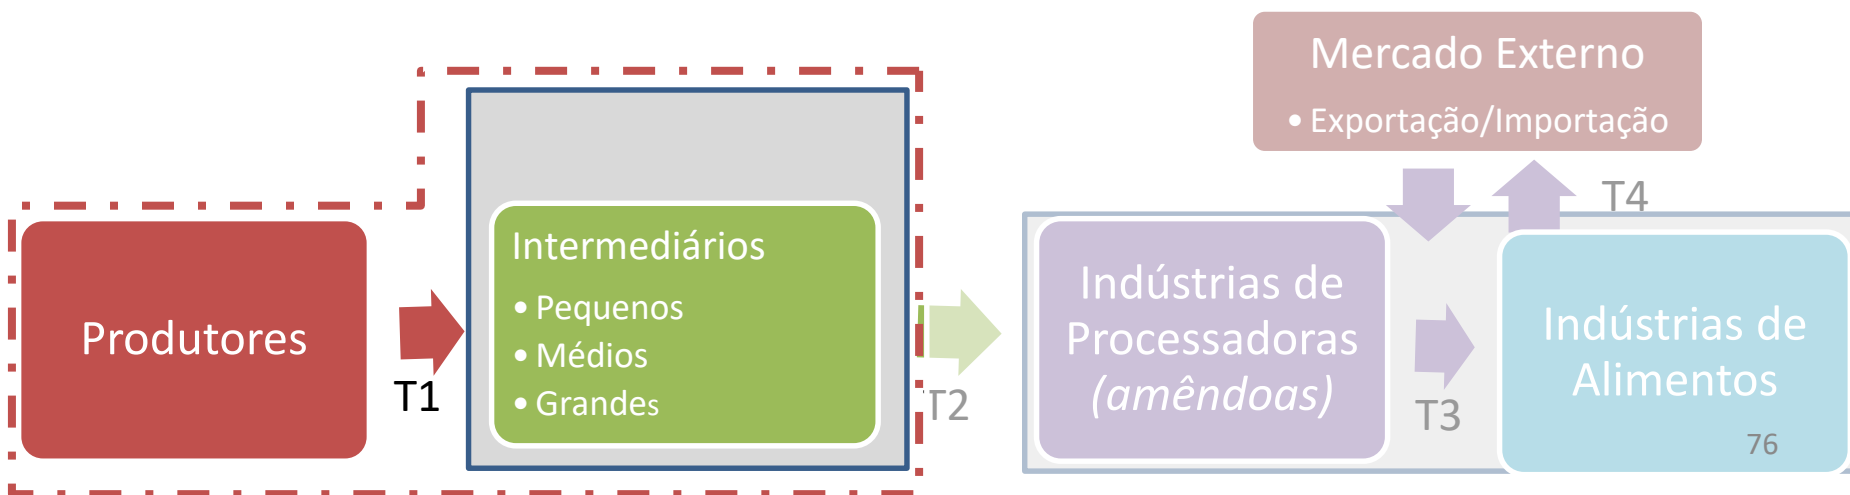 Mercado Externo
• Exportação/Importação
T4
Produtores
T1
Intermediários
• Pequenos
• Médios
• Grandes
T2
Indústrias de
Processadoras
(amêndoas)
T3
Indústrias de
Alimentos
76